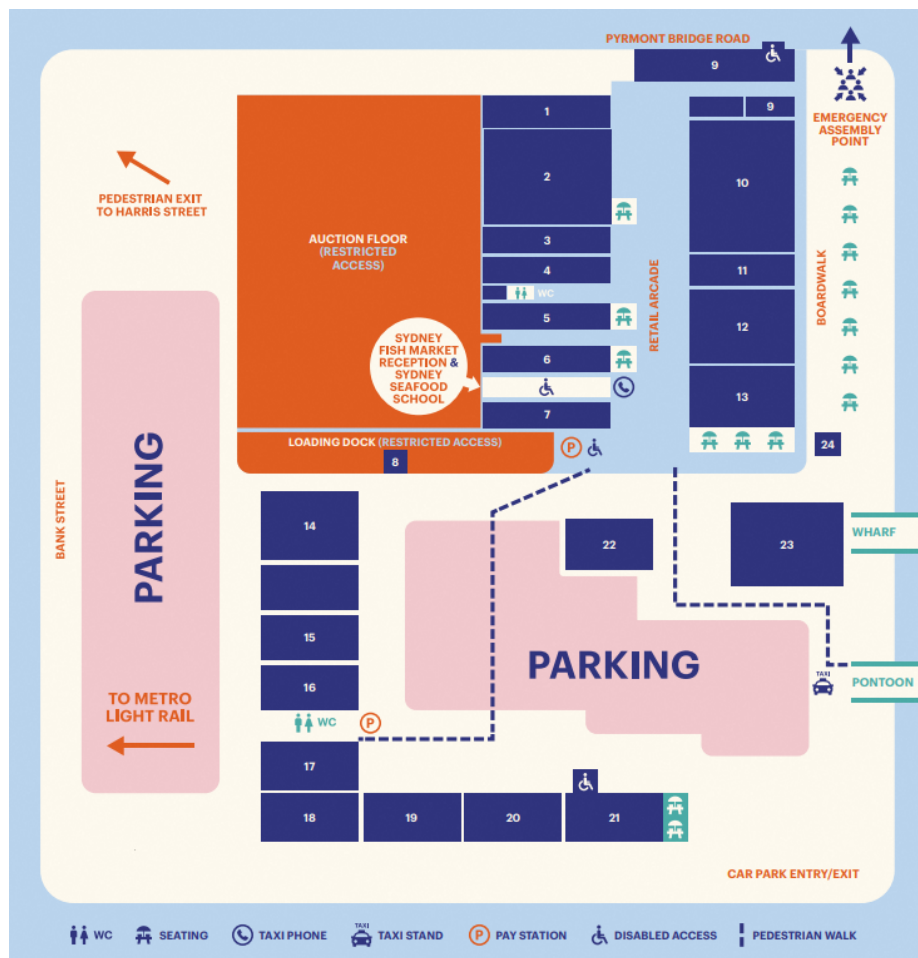 PYRMONT BRIDGE ROAD
9
1
9
EMERGENCY
ASSEMBLY
POINT
2
10
PEDESTRIAN EXIT
TO HARRIS STREET
AUCTION FLOOR
(RESTRICTED
ACCESS)
3
4
11
WC
RETAIL ARCADE
BOARDWALK
5
12
SYDNEY
FISH MARKET
RECEPTION &
SYDNEY
SEAFOOD
SCHOOL
6
7
13
LOADING DOCK (RESTRICTED ACCESS)
8
P
24
BANK STREET
PARKING
14
22
23
WHARF
15
16
PARKING
TAXI
PONTOON
TO METRO
LIGHT RAIL
WC
P
17
18
19
20
21
CAR PARK ENTRY/EXIT
WC
SEATING
TAXI PHONE
TAXI
TAXI STAND
P
PAY STATION
DISABLED ACCESS
PEDESTRIAN WALK